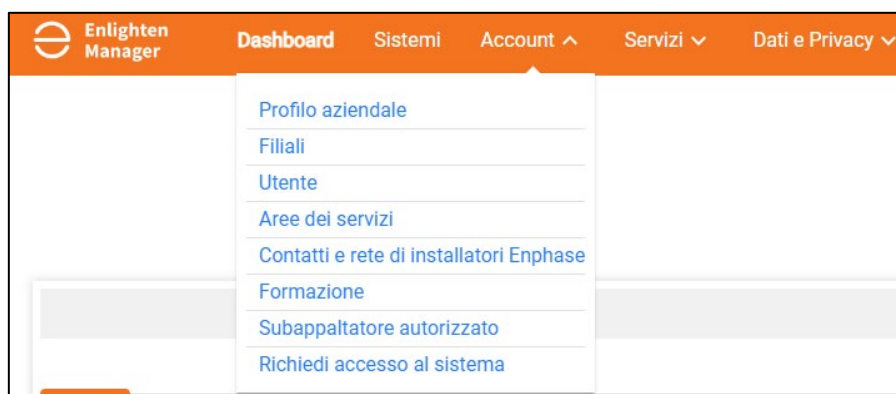 Enlighten
Manager
Dashboard Sistemi Account Servizi Dati e Privacy
Profilo aziendale
Filiali
Utente
Aree dei servizi
Contatti e rete di installatori Enphase
Formazione
Subappaltatore autorizzato
Richiedi accesso al sistema